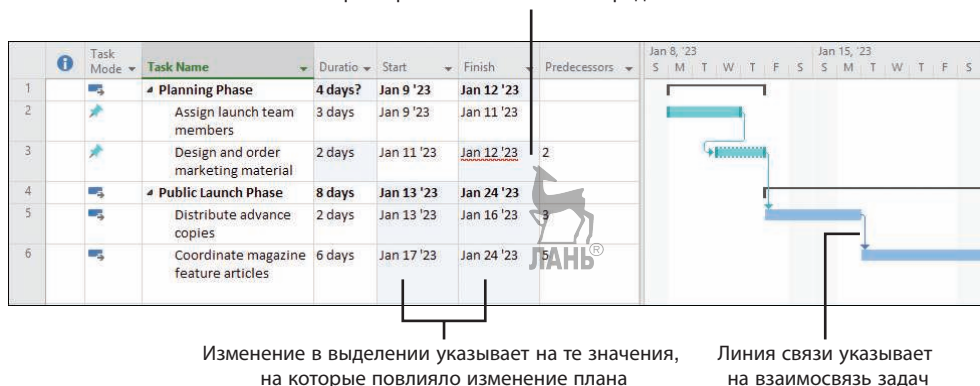 Jan 8, '23 Jan 15, '23
Task Mode Task Name Duratio Start Finish Predecessors S M T W T F S S M T W T F S
1 Planning Phase 4 days? Jan 9 '23 Jan 12 '23
2 Assign launch team members 3 days Jan 9 '23 Jan 11 '23
3 Design and order marketing material 2 days Jan 11 '23 Jan 12 '23 2
4 Public Launch Phase 8 days Jan 13 '23 Jan 24 '23
5 Distribute advance copies 2 days Jan 13 '23 Jan 16 '23 3
6 Coordinate magazine feature articles 6 days Jan 17 '23 Jan 24 '23 5
ЛАНЬ®
Изменение в выделении указывает на те значения,
на которые повлияло изменение плана
Линия связи указывает
на взаимосвязь задач